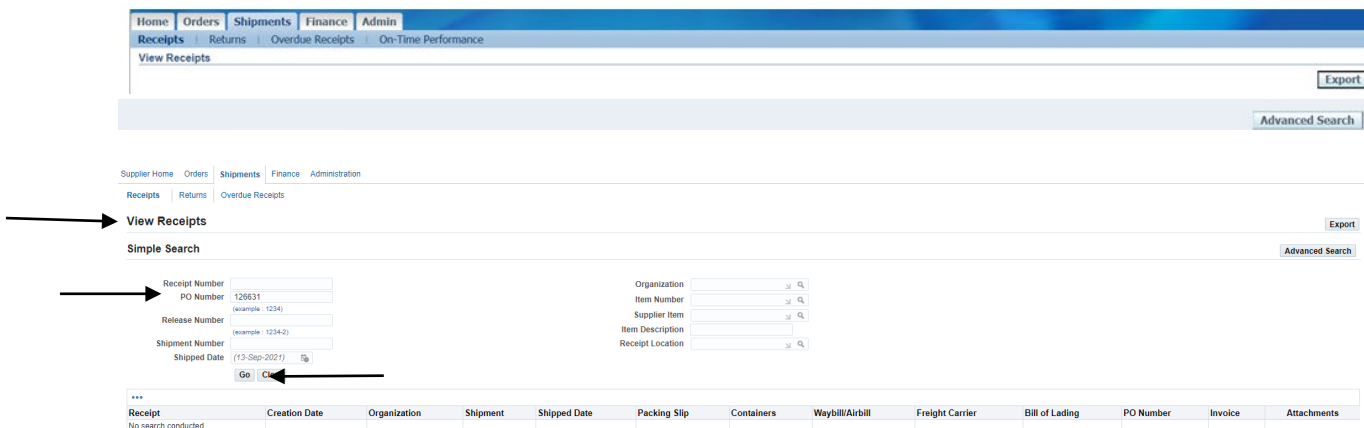 Home Orders Shipments Finance Admin
Receipts Returns Overdue Receipts On-Time Performance
View Receipts
Export
Advanced Search
Supplier Home Orders Shipments Finance Administration
Receipts Returns Overdue Receipts
View Receipts
Export
Simple Search
Advanced Search
Receipt Number
PO Number 126631
(example : 1234)
Release Number
(example : 1234-2)
Shipment Number
Shipped Date (13-Sep-2021)
Go
Organization
Item Number
Supplier Item
Item Description
Receipt Location
Receipt Creation Date Organization Shipment Shipped Date Packing Slip Containers Waybill/Airbill Freight Carrier Bill of Lading PO Number Invoice Attachments
No search conducted